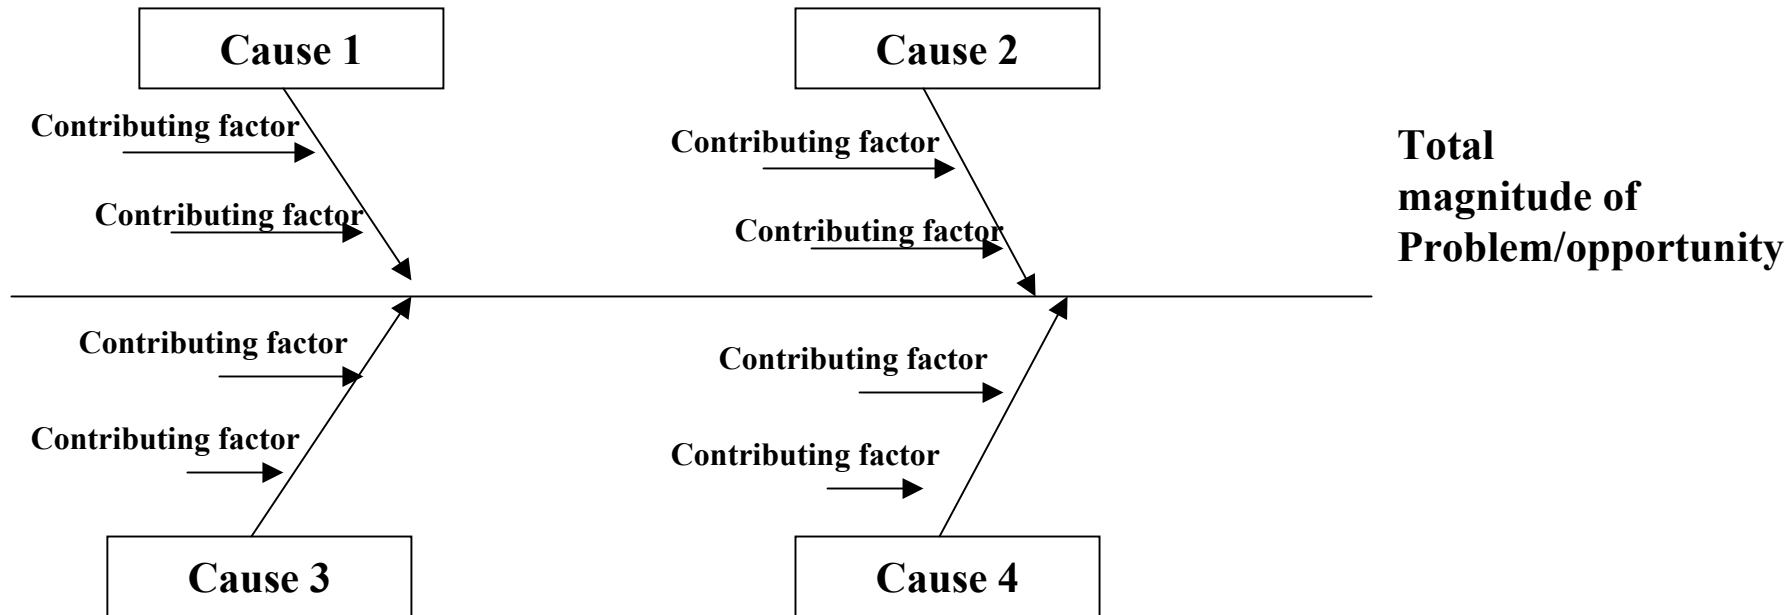 Cause 1
Cause 2
Contributing factor
Contributing factor
Contributing factor
Contributing factor
Total
magnitude of
Problem/opportunity
Contributing factor
Contributing factor
Contributing factor
Contributing factor
Cause 3
Cause 4